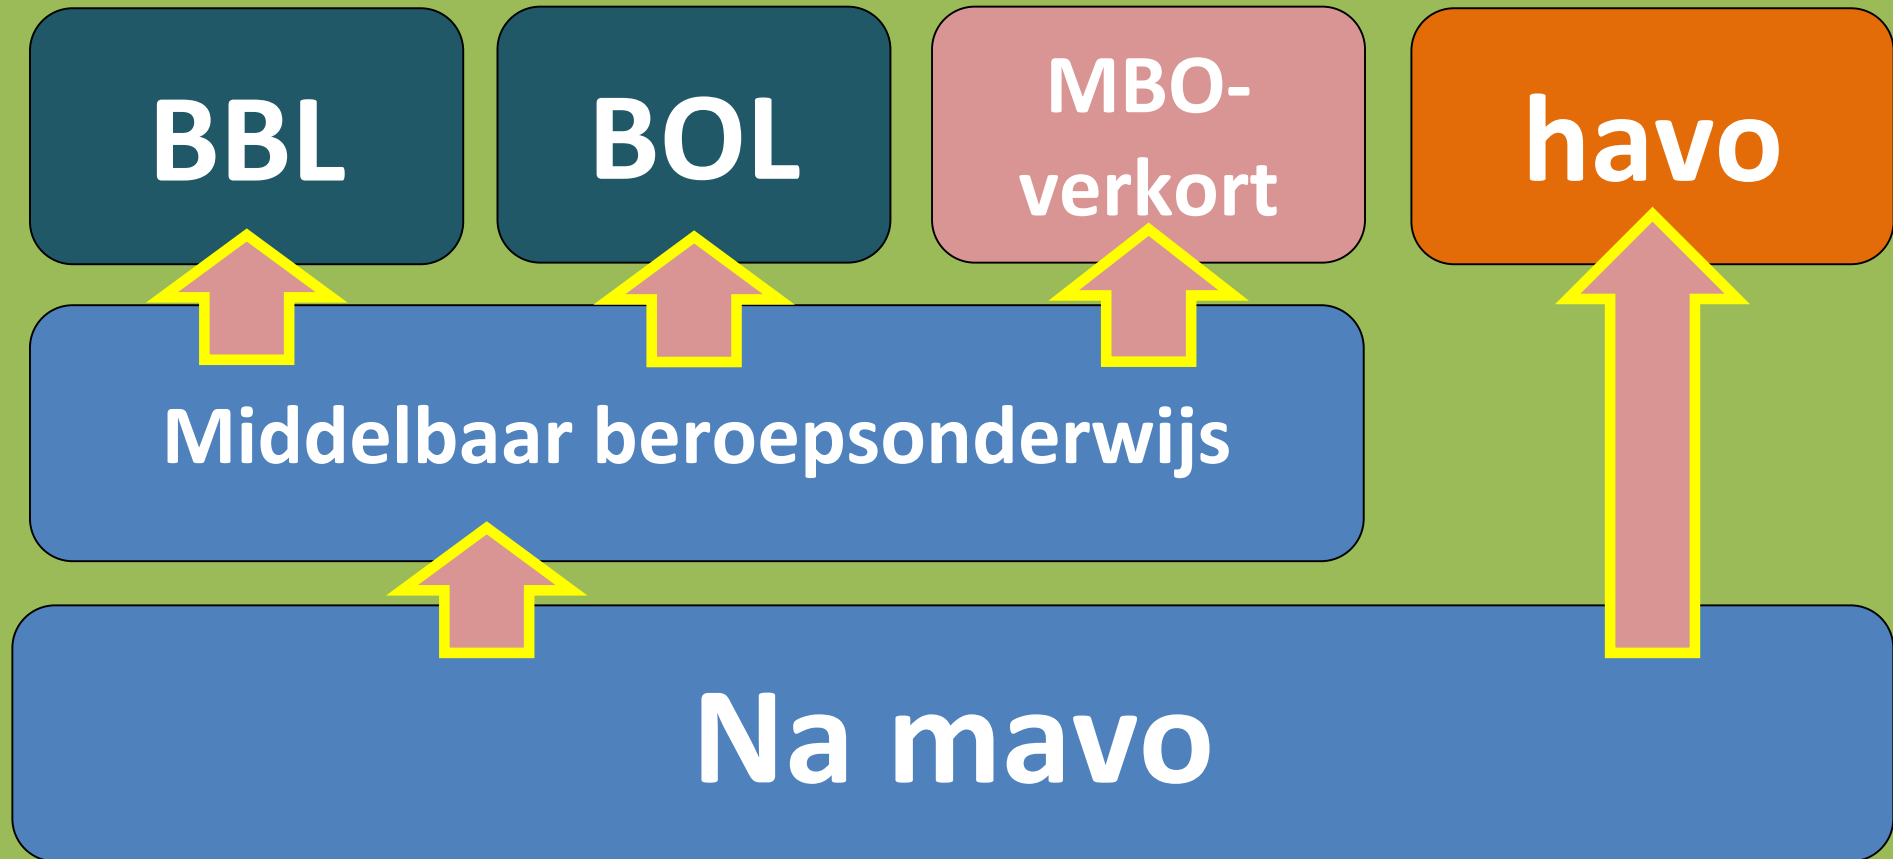 BBL
BOL
MBO-
verkort
havo
Middelbaar beroepsonderwijs
Na mavo